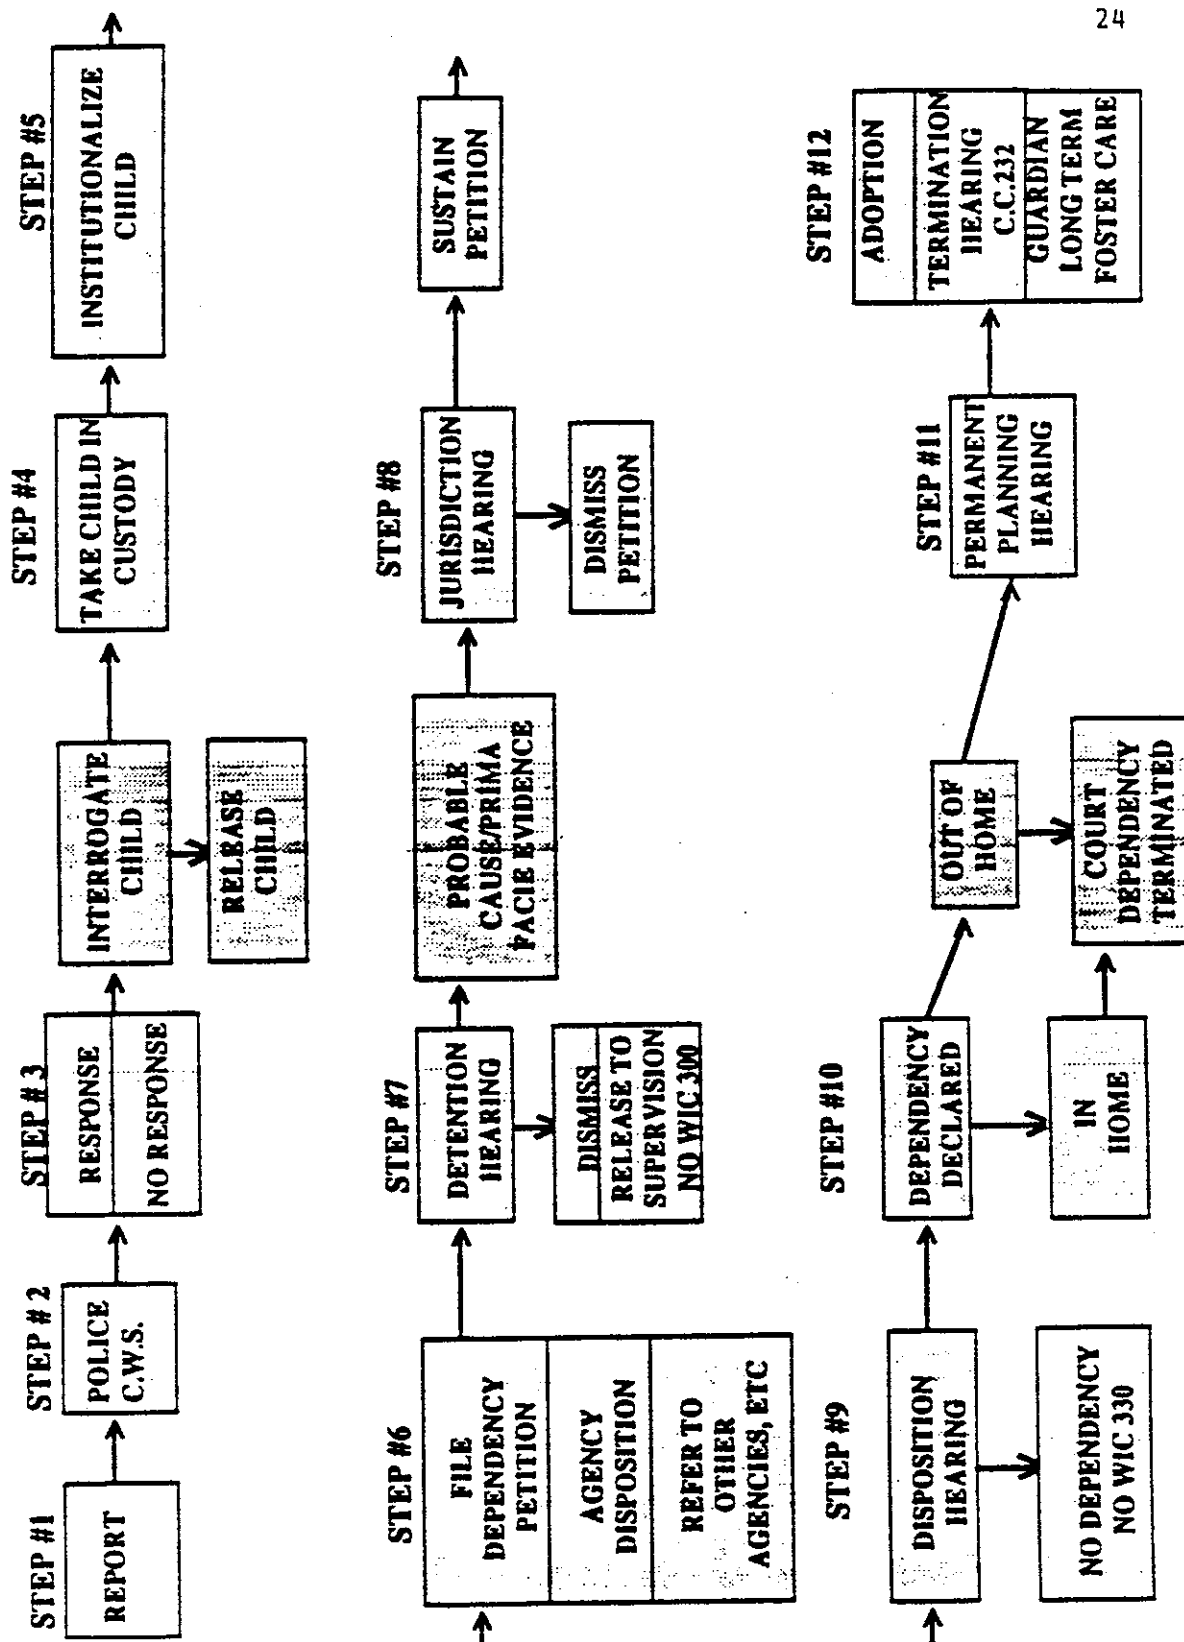 24
STEP #1
REPORT
STEP # 2
POLICE
C.W.S.
STEP # 3
RESPONSE
NO RESPONSE
INTERROGATE
CHILD
RELEASE
CHILD
STEP #4
TAKE CHILD IN
CUSTODY
STEP #5
INSTITUTIONALIZE
CHILD
STEP #6
FILE
DEPENDENCY
PETITION
AGENCY
DISPOSITION
REFER TO
OTHER
AGENCIES, ETC
STEP #7
DETENTION
HEARING
DISMISS
RELEASE TO
SUPERVISION
NO WIC 300
PROBABLE
CAUSE/PRIMA
FACIE EVIDENCE
STEP #8
JURISDICTION
HEARING
DISMISS
PETITION
SUSTAIN
PETITION
STEP #9
DISPOSITION
HEARING
NO DEPENDENCY
NO WIC 330
STEP #10
DEPENDENCY
DECLARED
IN
HOME
OUT OF
HOME
COURT
DEPENDENCY
TERMINATED
STEP #11
PERMANENT
PLANNING
HEARING
STEP #12
ADOPTION
TERMINATION
HEARING
C.C.232
GUARDIAN
LONG TERM
FOSTER CARE